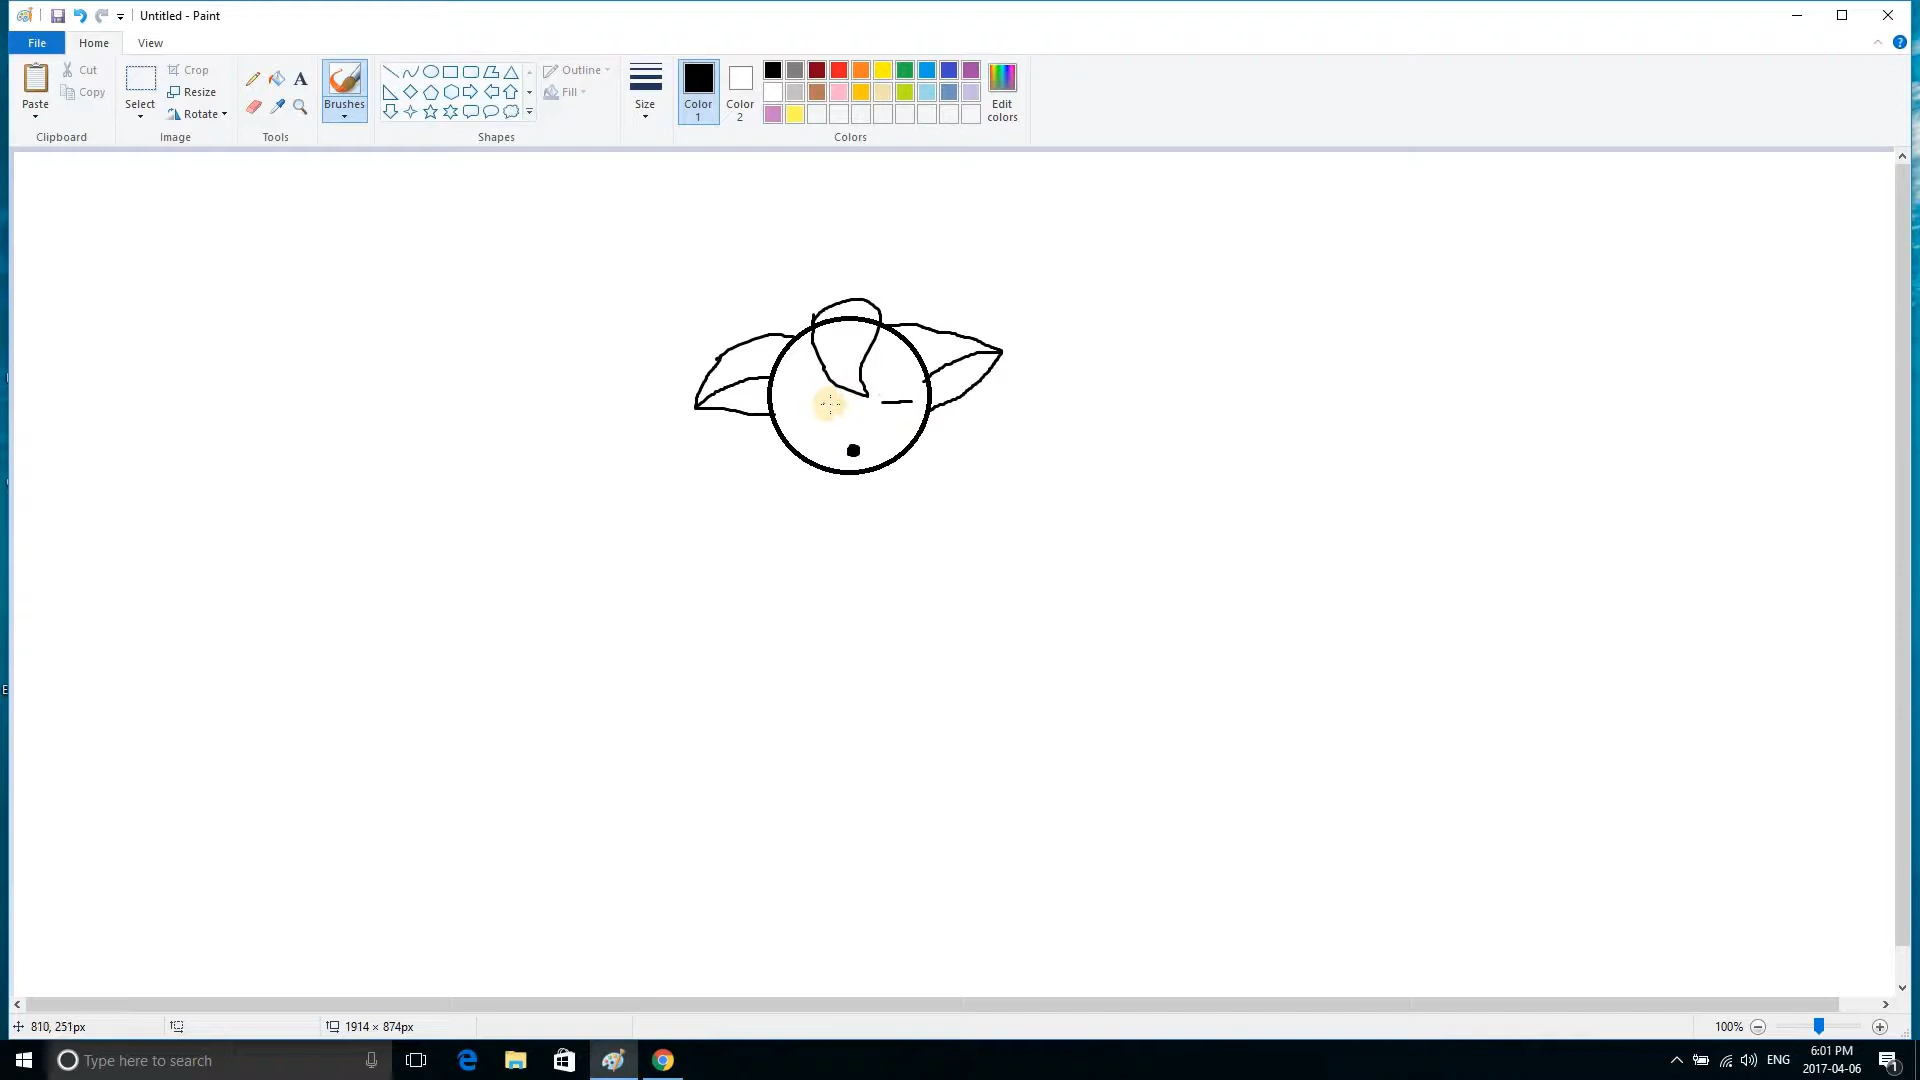 Untitled - Paint
File Home View
Paste
Cut
Copy
Clipboard
Select
Crop
Resize
Rotate
Image
A
Tools
Brushes
Shapes
Outline
Fill
Size
Color 1
Color 2
Edit colors
Colors
810, 251px
1914 × 874px
100%
Type here to search
ENG
6:01 PM
2017-04-06
1